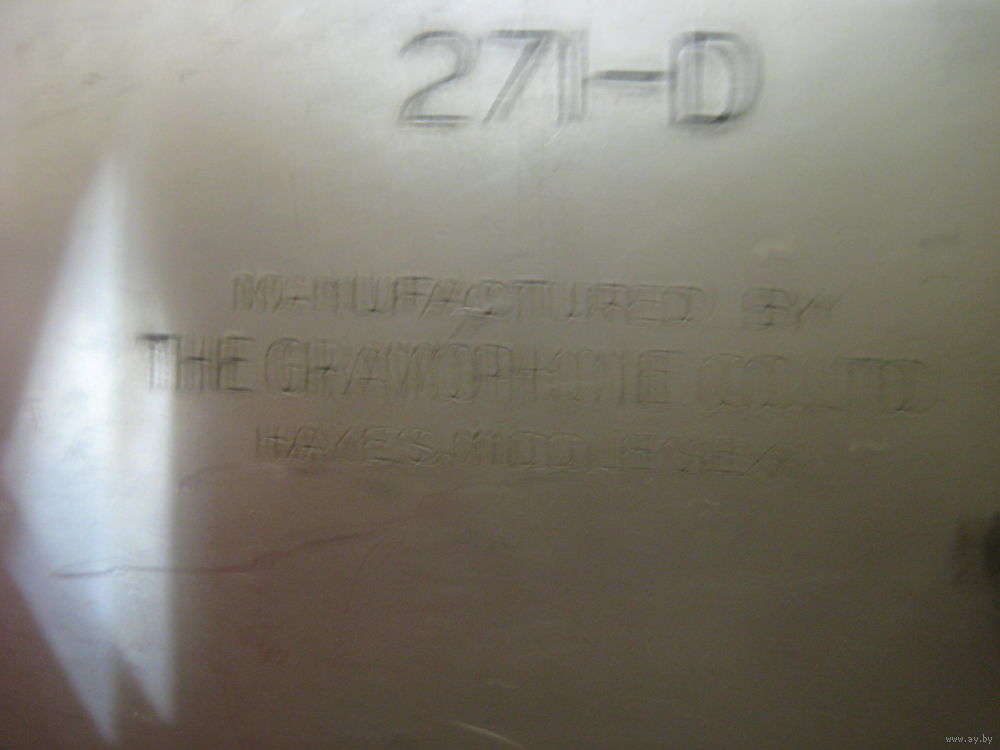 271-D
MANUFACTURED BY
THE GRAMOPHONE CO. LTD
HAYES. MIDDLESEX
www.ay.by